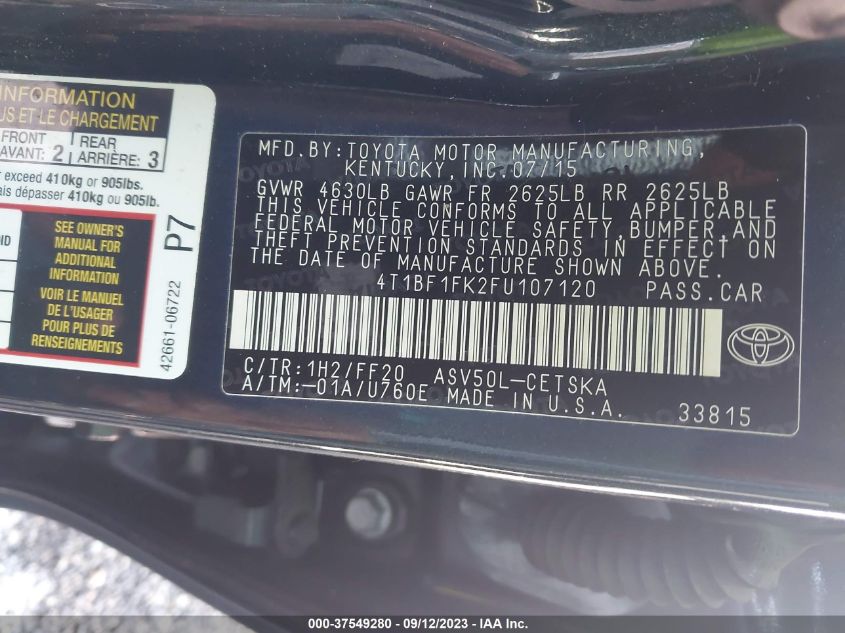 INFORMATION
US ET LE CHARGEMENT
FRONT
AVANT: 2
REAR
ARRIÈRE: 3
exceed 410kg or 905lbs.
ais dépasser 410kg ou 905lb.
SEE OWNER'S
MANUAL FOR
ADDITIONAL
INFORMATION
VOIR LE MANUEL
DE L'USAGER
POUR PLUS DE
RENSEIGNEMENTS
P7
42661-06722
MFD. BY: TOYOTA MOTOR MANUFACTURING,
KENTUCKY, INC. 07/15
GVWR 4630LB GAWR FR 2625LB RR 2625LB
THIS VEHICLE CONFORMS TO ALL APPLICABLE
FEDERAL MOTOR VEHICLE SAFETY, BUMPER, AND
THEFT PREVENTION STANDARDS IN EFFECT ON
THE DATE OF MANUFACTURE SHOWN ABOVE.
4T1BF1FK2FU107120 PASS. CAR
C/TR: 1H2/FF20 ASV50L-CETSKA
A/TM: -01A/U760E MADE IN U.S.A. 33815
000-37549280 - 09/12/2023 - IAA Inc.